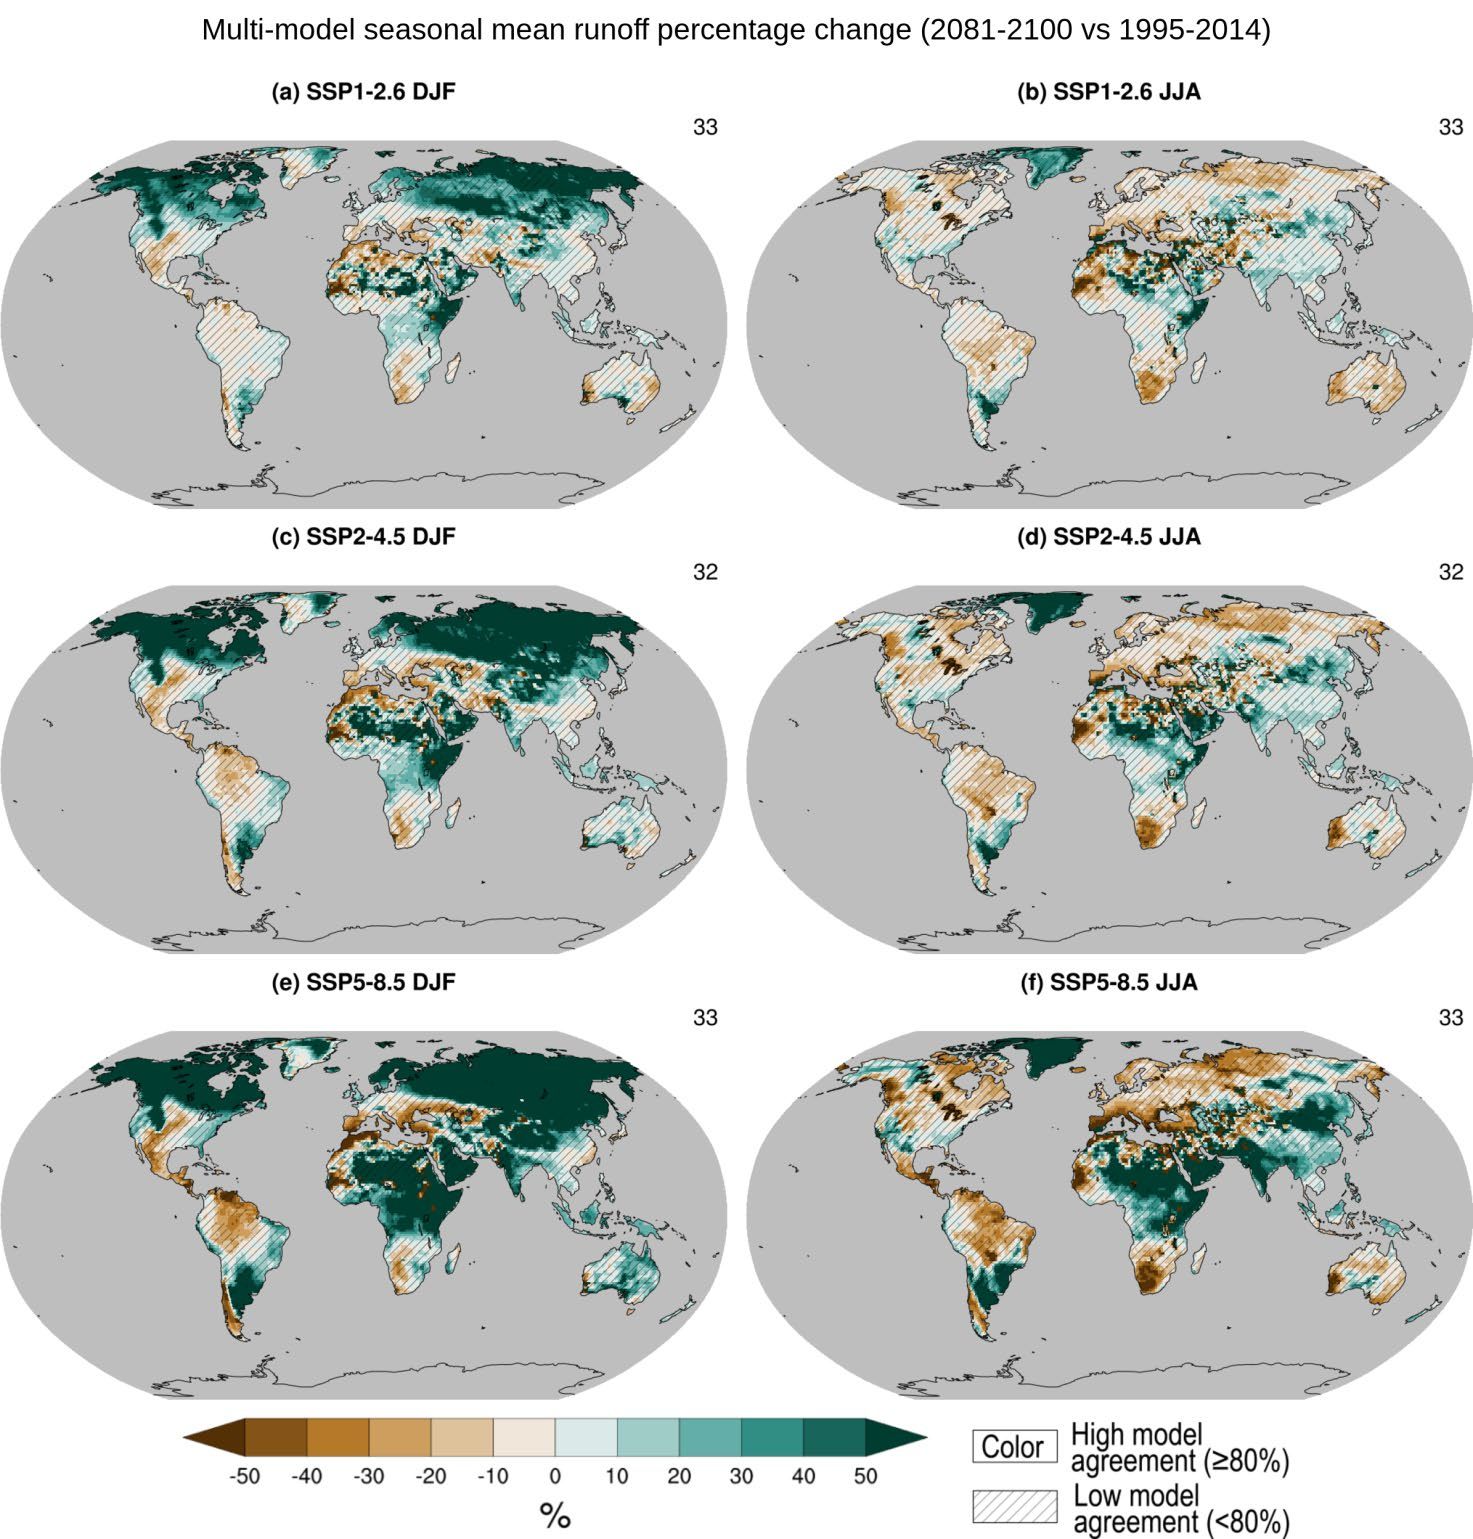 Multi-model seasonal mean runoff percentage change (2081-2100 vs 1995-2014)
(a) SSP1-2.6 DJF
(b) SSP1-2.6 JJA
33
33
(c) SSP2-4.5 DJF
(d) SSP2-4.5 JJA
32
32
(e) SSP5-8.5 DJF
(f) SSP5-8.5 JJA
33
33
-50 -40 -30 -20 -10 0 10 20 30 40 50
%
Color
High model
agreement (≥80%)
Low model
agreement (<80%)